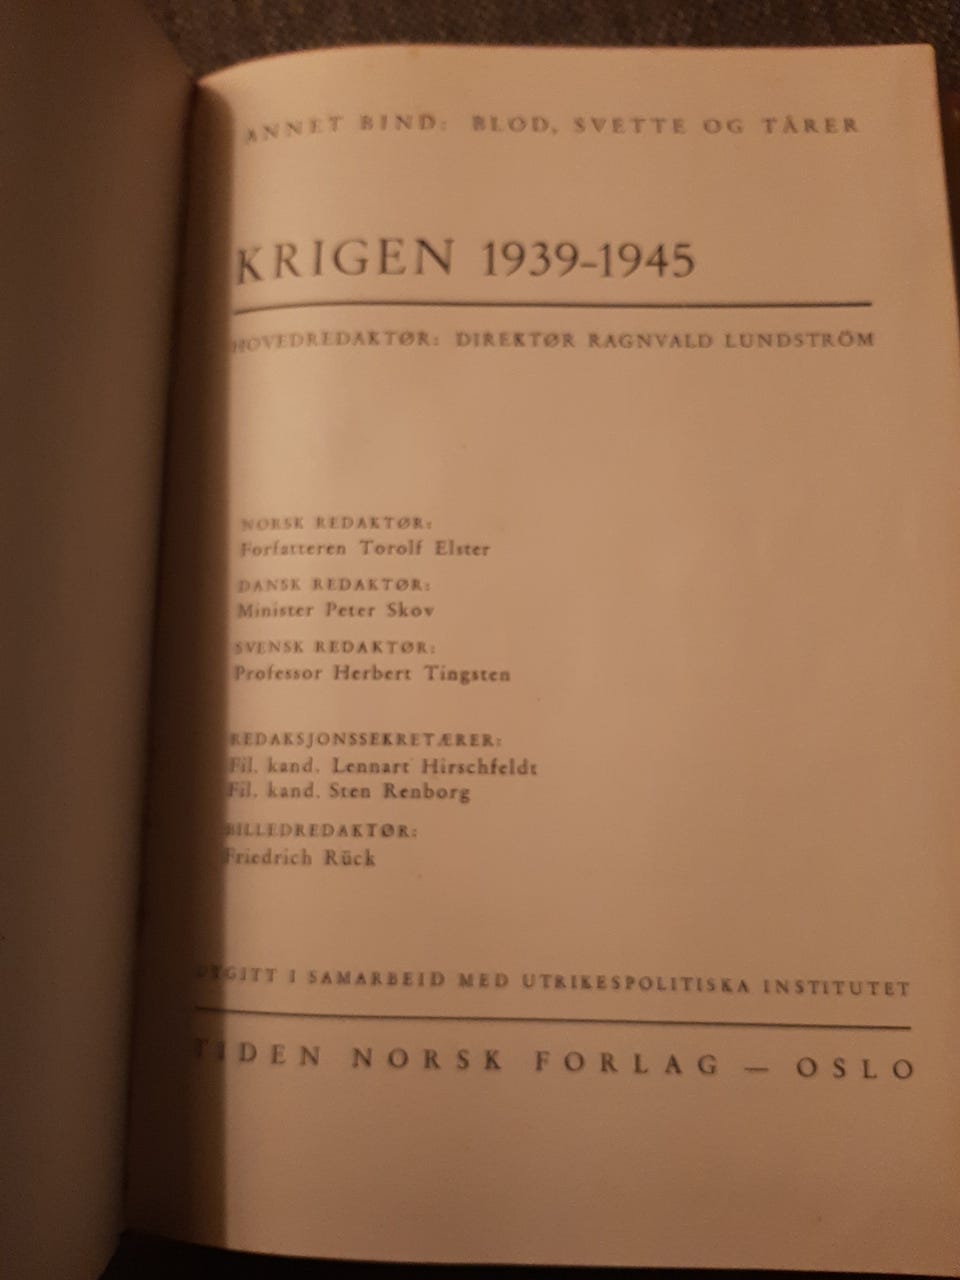 ANNET BIND: BLOD, SVETTE OG TÅRER
KRIGEN 1939-1945
HOVEDREDAKTØR: DIREKTØR RAGNVALD LUNDSTRÖM
NORSK REDAKTØR:
Forfatteren Torolf Elster
DANSK REDAKTØR:
Minister Peter Skov
SVENSK REDAKTØR:
Professor Herbert Tingsten
REDAKSJONSSEKRETÆRER:
Fil. kand. Lennart Hirschfeldt
Fil. kand. Sten Renborg
BILLEDREDAKTØR:
Friedrich Rück
UTGITT I SAMARBEID MED UTRIKESPOLITISKA INSTITUTET
TIDEN NORSK FORLAG — OSLO